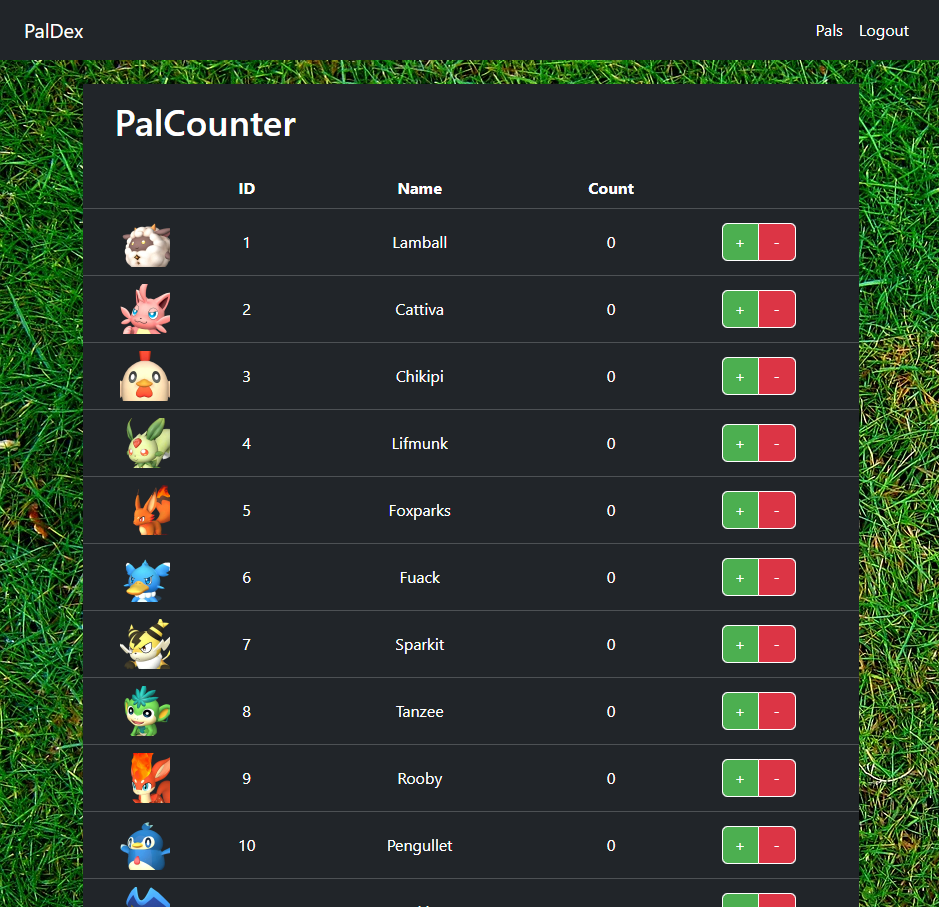 PalDex Pals Logout
PalCounter
ID Name Count
1 Lamball 0 + -
2 Cattiva 0 + -
3 Chikipi 0 + -
4 Lifmunk 0 + -
5 Foxparks 0 + -
6 Fuack 0 + -
7 Sparkit 0 + -
8 Tanzee 0 + -
9 Rooby 0 + -
10 Pengullet 0 + -